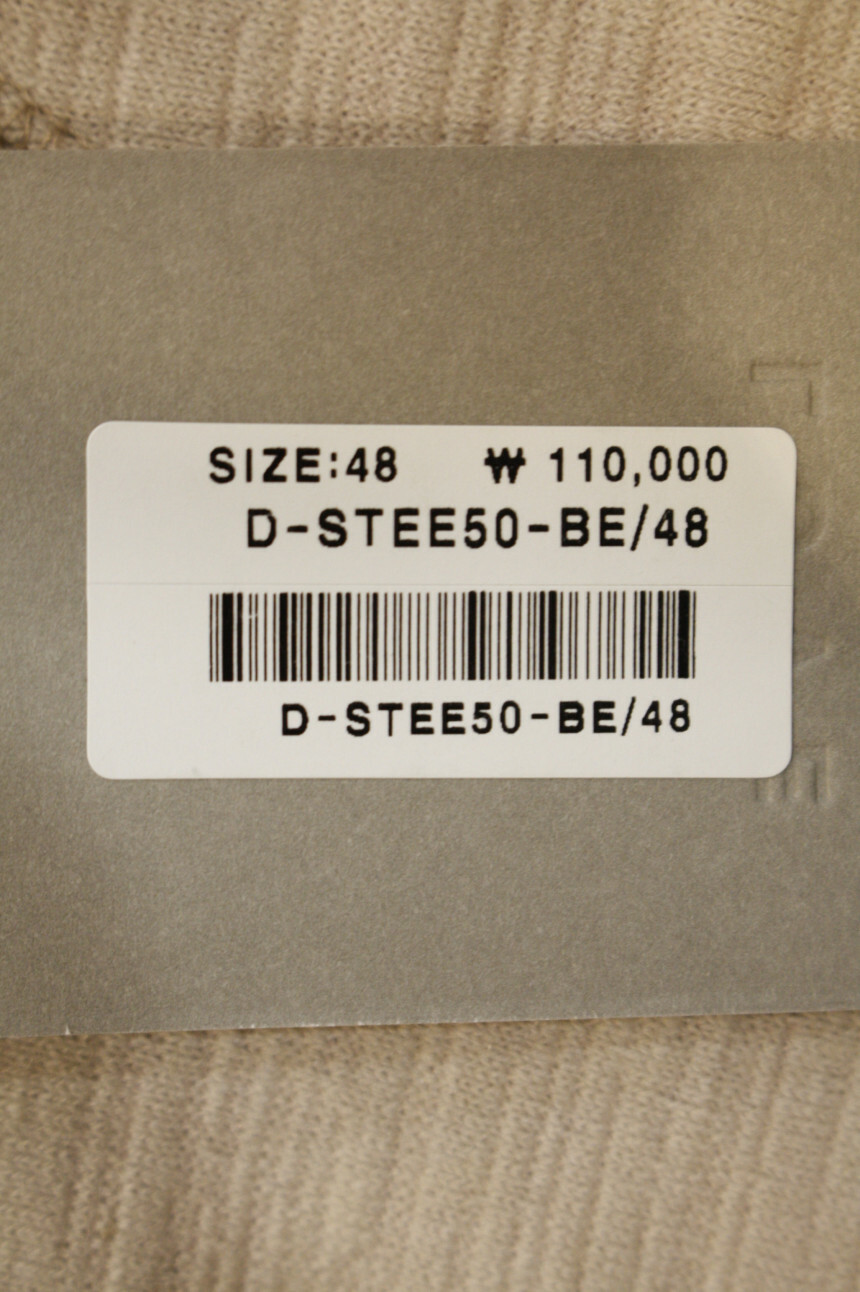 SIZE:48 ₩ 110,000
D-STEE50-BE/48
D-STEE50-BE/48